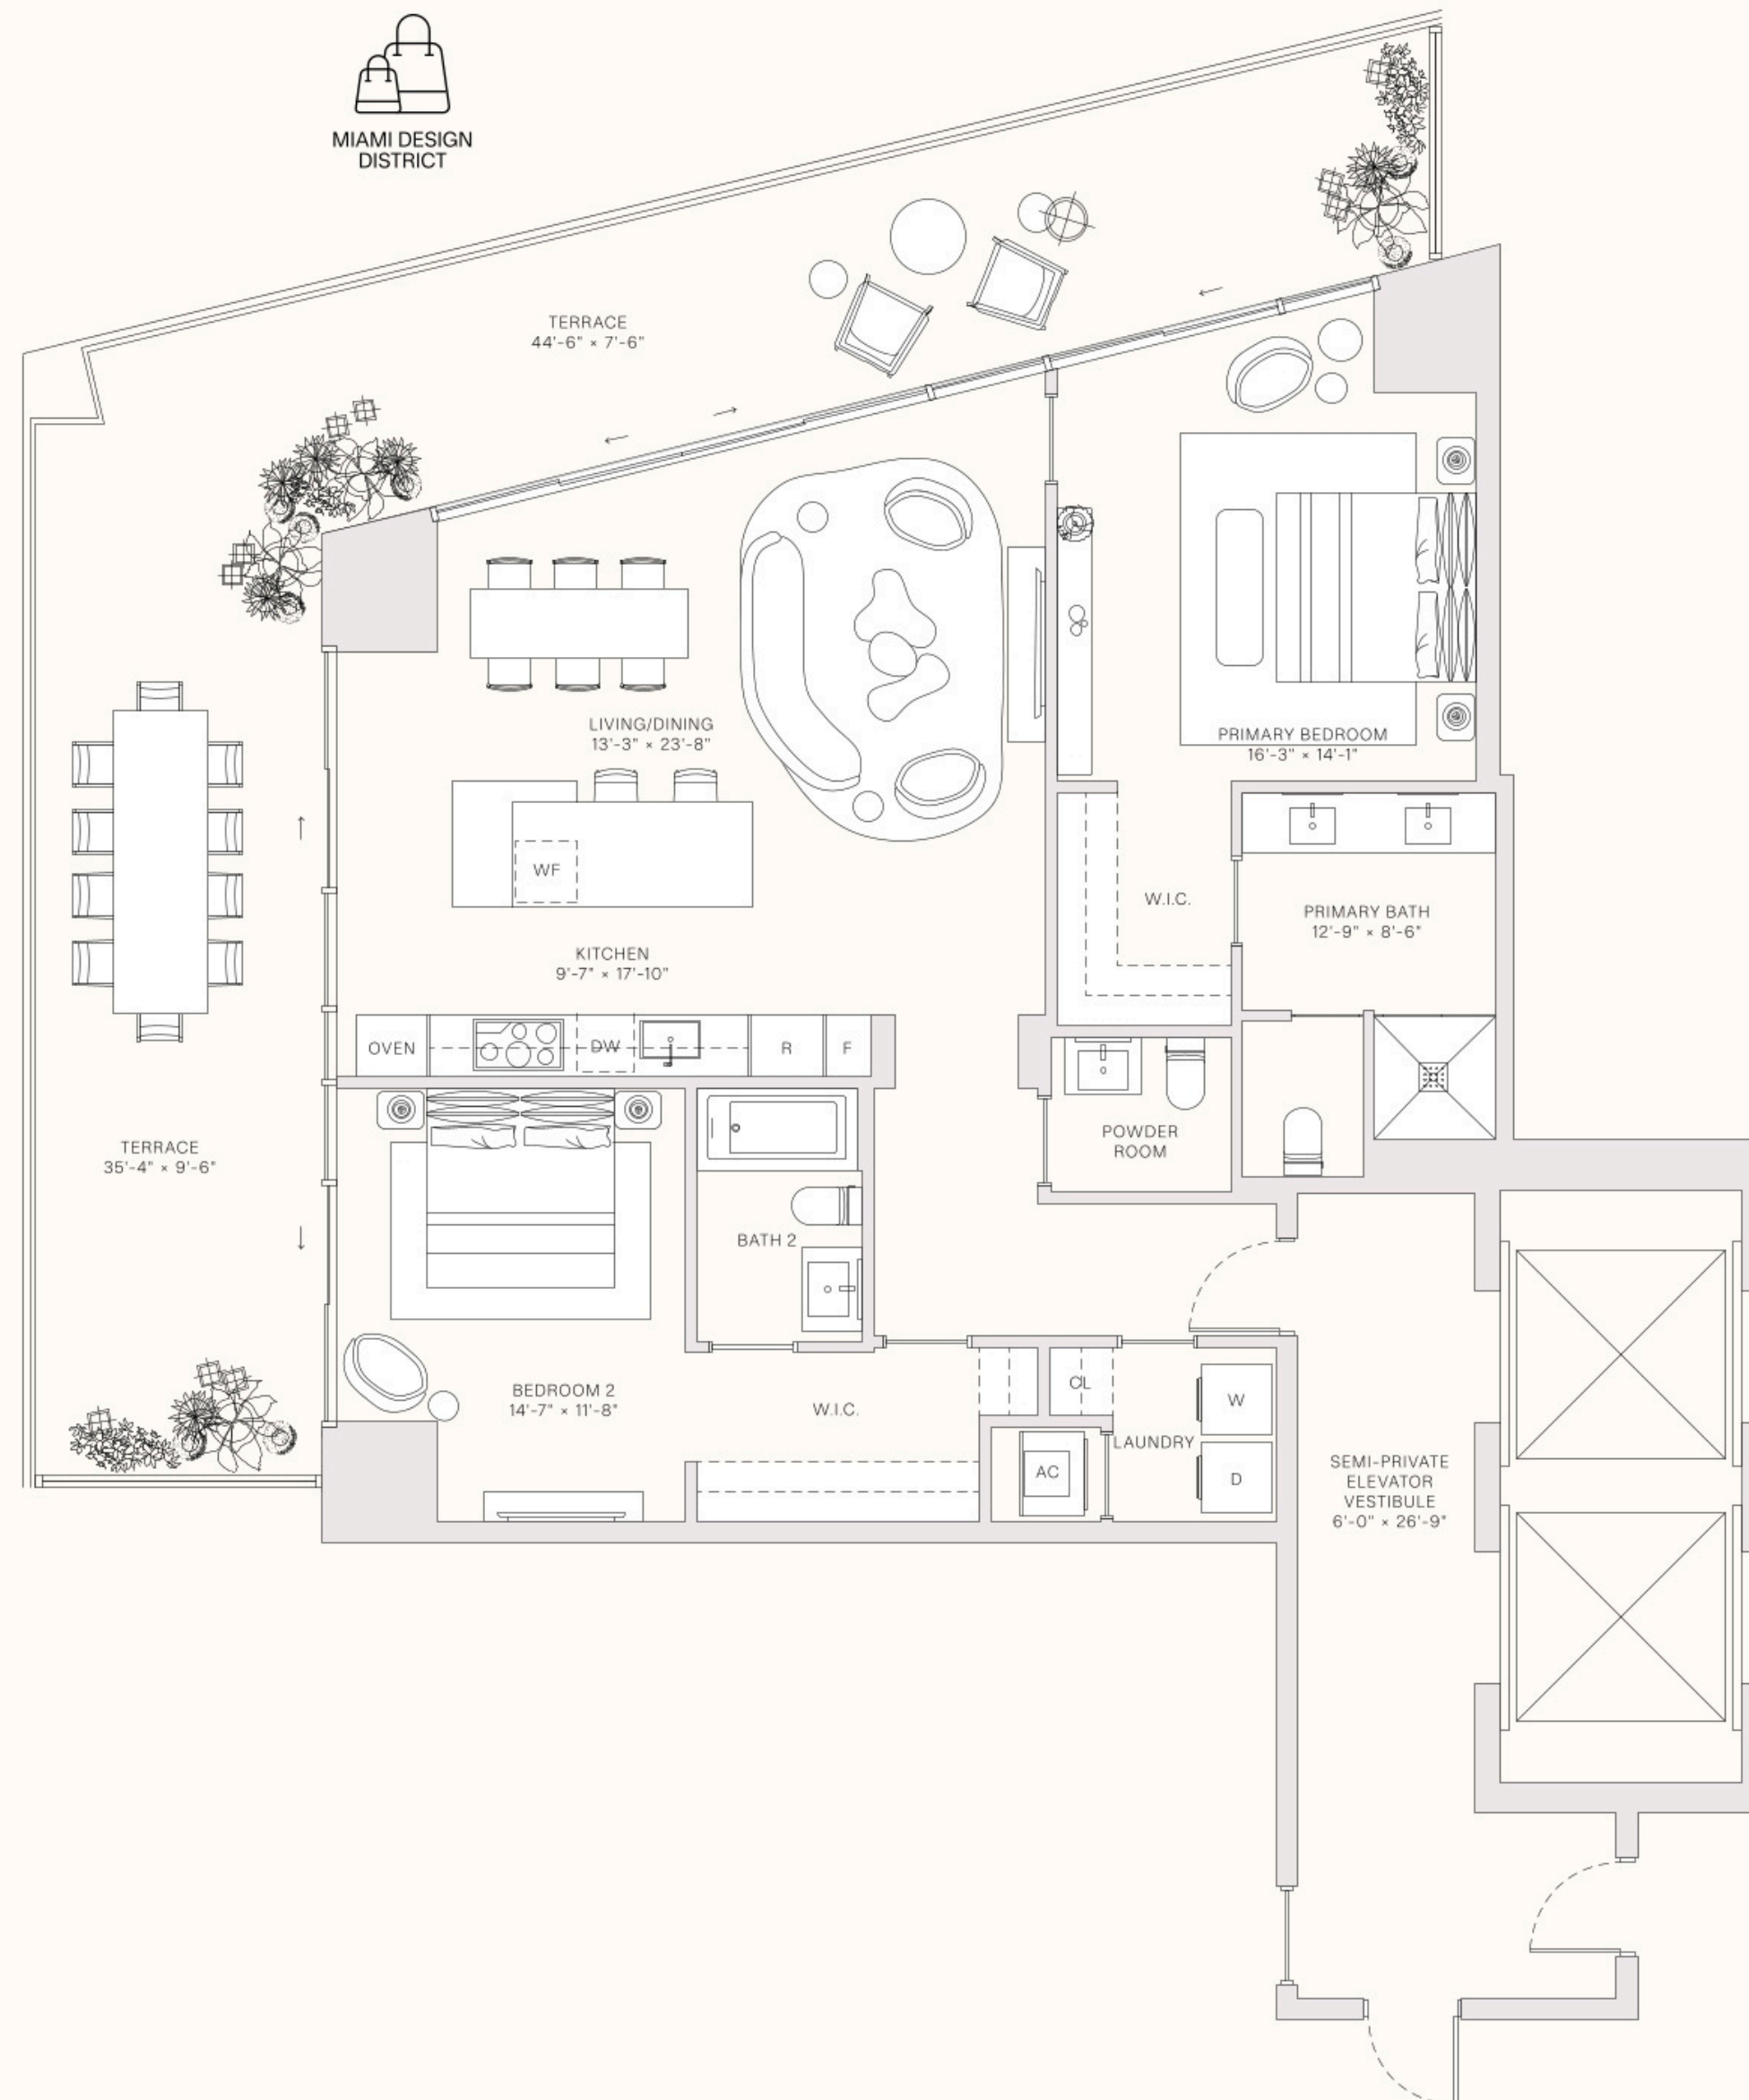 MIAMI DESIGN
DISTRICT
TERRACE
44'-6" × 7'-6"
LIVING/DINING
13'-3" × 23'-8"
PRIMARY BEDROOM
16'-3" × 14'-1"
WF
W.I.C.
PRIMARY BATH
12'-9" × 8'-6"
KITCHEN
9'-7" × 17'-10"
OVEN
DW
R
F
TERRACE
35'-4" × 9'-6"
POWDER
ROOM
BATH 2
BEDROOM 2
14'-7" × 11'-8"
W.I.C.
CL
W
LAUNDRY
AC
D
SEMI-PRIVATE
ELEVATOR
VESTIBULE
6'-0" × 26'-9"